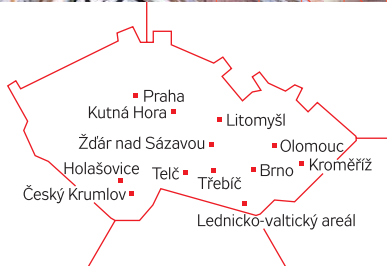 Praha
Kutná Hora
Litomyšl
Žďár nad Sázavou
Olomouc
Holašovice
Telč
Třebíč
Brno
Kroměříž
Český Krumlov
Lednicko-valtický areál